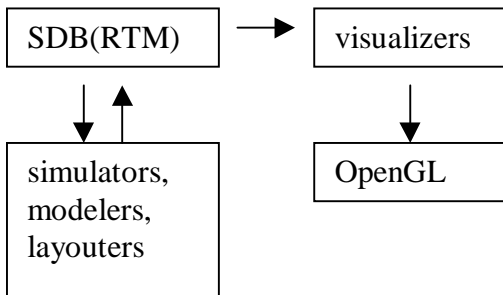 SDB(RTM)
visualizers
simulators,
modelers,
layouters
OpenGL